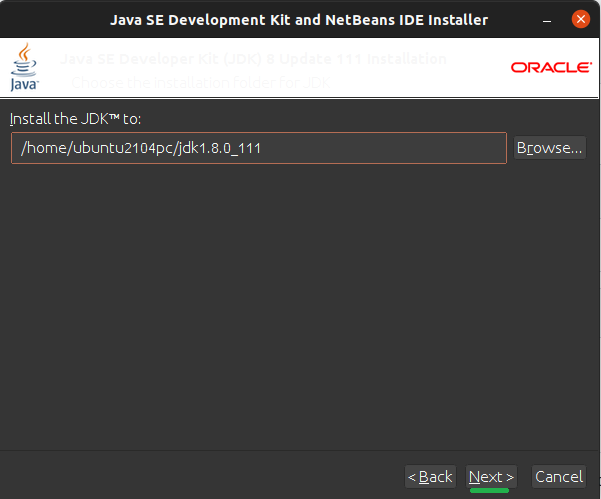 Java SE Development Kit and NetBeans IDE Installer
Java SE Developer Kit (JDK) 8 Update 111 Installation
Choose the installation folder for JDK
Java
ORACLE
Install the JDK™ to:
/home/ubuntu2104pc/jdk1.8.0_111
Browse...
< Back
Next >
Cancel